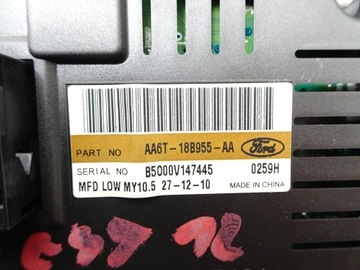 PART NO AA6T-18B955-AA Ford
SERIAL NO B5000V147445 0259H
MFD LOW MY10.5 27-12-10 MADE IN CHINA